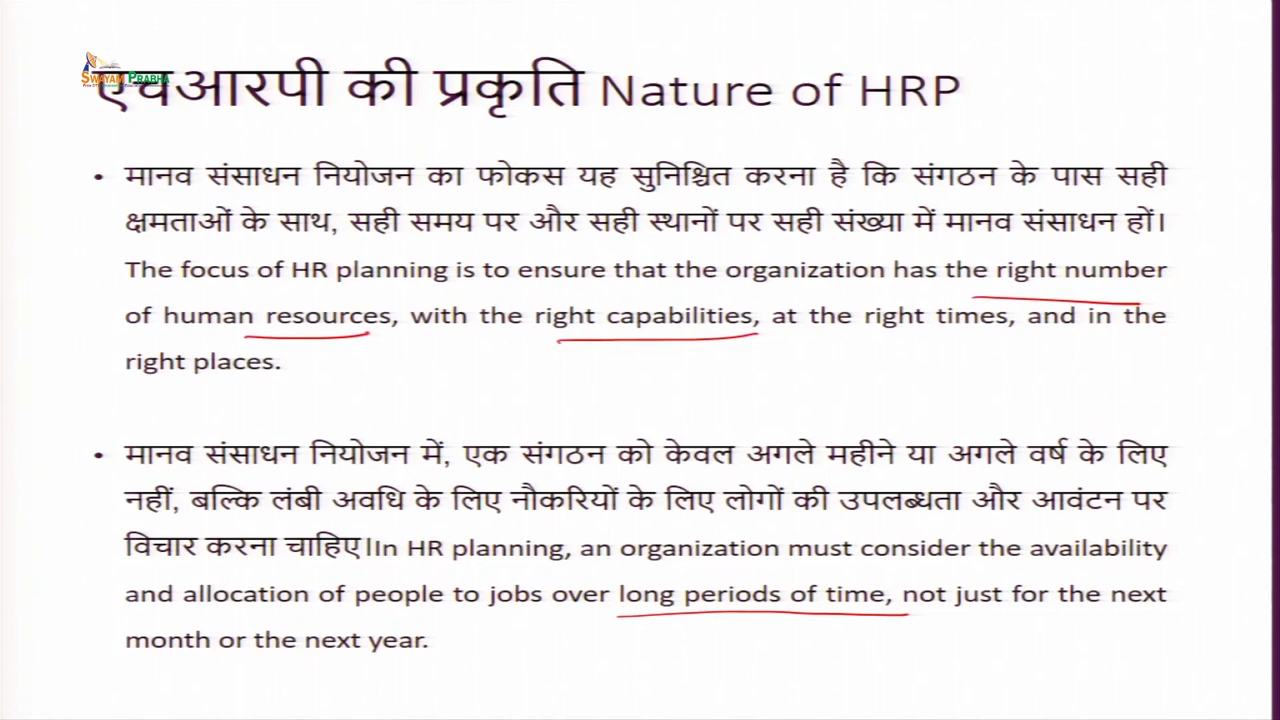 SWAYAM PRABHA
एचआरपी की प्रकृति Nature of HRP
• मानव संसाधन नियोजन का फोकस यह सुनिश्चित करना है कि संगठन के पास सही
क्षमताओं के साथ, सही समय पर और सही स्थानों पर सही संख्या में मानव संसाधन हों।
The focus of HR planning is to ensure that the organization has the right number
of human resources, with the right capabilities, at the right times, and in the
right places.
• मानव संसाधन नियोजन में, एक संगठन को केवल अगले महीने या अगले वर्ष के लिए
नहीं, बल्कि लंबी अवधि के लिए नौकरियों के लिए लोगों की उपलब्धता और आवंटन पर
विचार करना चाहिए।In HR planning, an organization must consider the availability
and allocation of people to jobs over long periods of time, not just for the next
month or the next year.